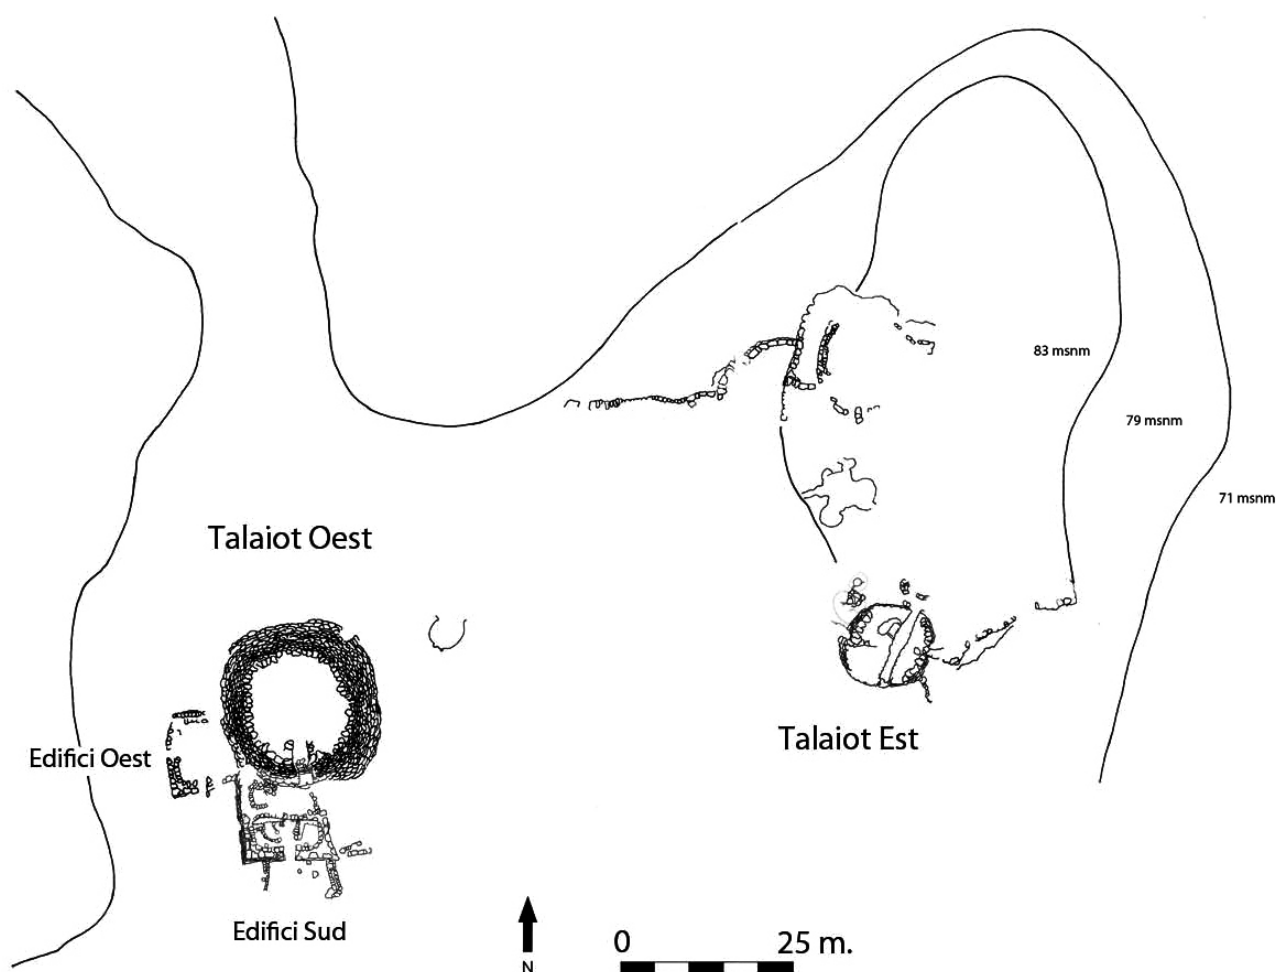 83 msnm
79 msnm
71 msnm
Talaiot Oest
Talaiot Est
Edifici Oest
Edifici Sud
N
0 25 m.